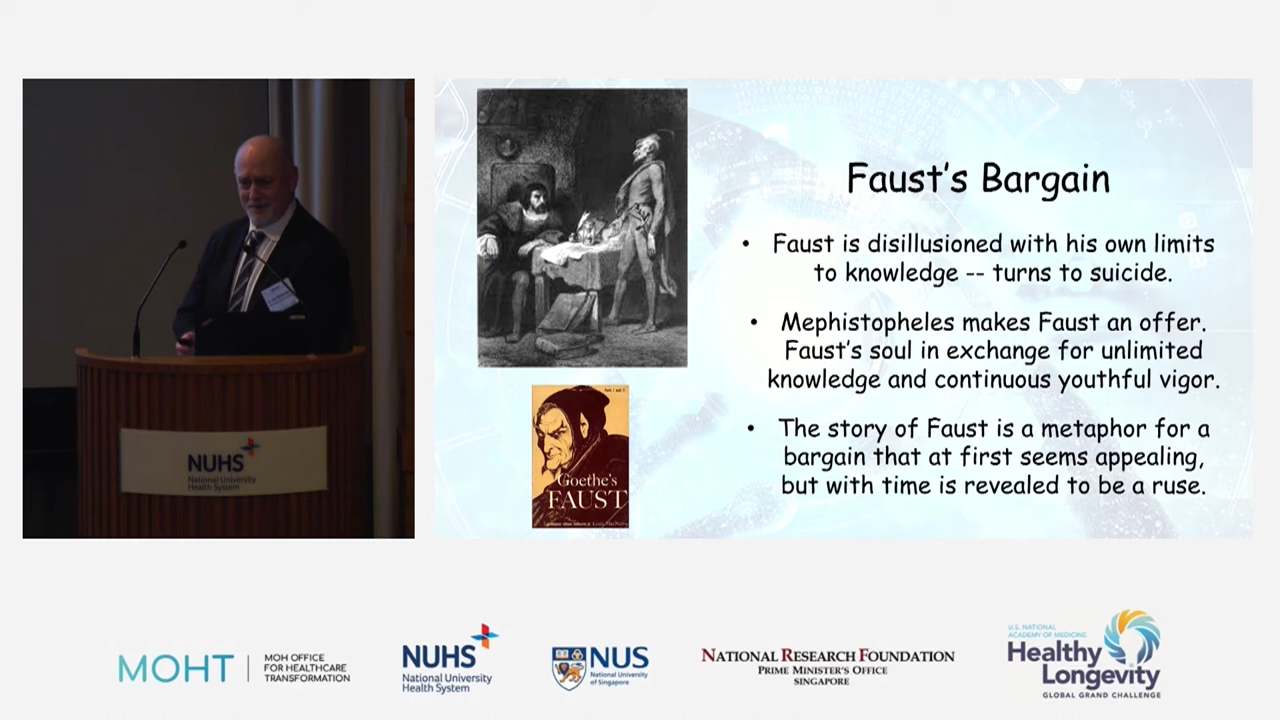 Faust's Bargain
• Faust is disillusioned with his own limits
to knowledge -- turns to suicide.
• Mephistopheles makes Faust an offer.
Faust's soul in exchange for unlimited
knowledge and continuous youthful vigor.
• The story of Faust is a metaphor for a
bargain that at first seems appealing,
but with time is revealed to be a ruse.
Goethe's
FAUST
NUHS
National University
Health System
MOHT
MOH OFFICE
FOR HEALTHCARE
TRANSFORMATION
NUHS
National University
Health System
NUS
National University
of Singapore
NATIONAL RESEARCH FOUNDATION
PRIME MINISTER'S OFFICE
SINGAPORE
U.S. NATIONAL
ACADEMY OF MEDICINE
Healthy
Longevity
GLOBAL GRAND CHALLENGE